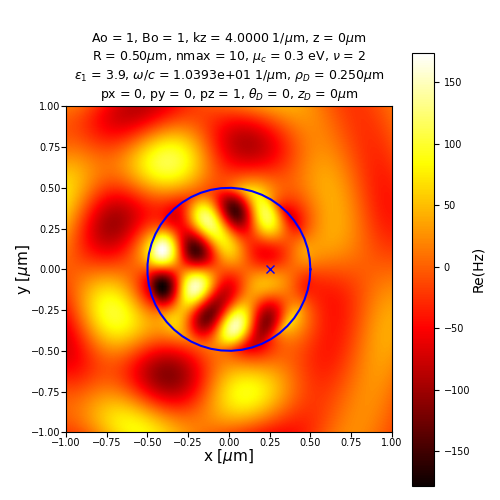 Ao = 1, Bo = 1, kz = 4.0000 1/μm, z = 0μm
R = 0.50μm, nmax = 10, μ_c = 0.3 eV, ν = 2
ε₁ = 3.9, ω/c = 1.0393e+01 1/μm, ρ_D = 0.250μm
px = 0, py = 0, pz = 1, θ_D = 0, z_D = 0μm
1.00
0.75
0.50
0.25
0.00
−0.25
−0.50
−0.75
−1.00
y [μm]
−1.00 −0.75 −0.50 −0.25 0.00 0.25 0.50 0.75 1.00
x [μm]
150
100
50
0
−50
−100
−150
Re(Hz)